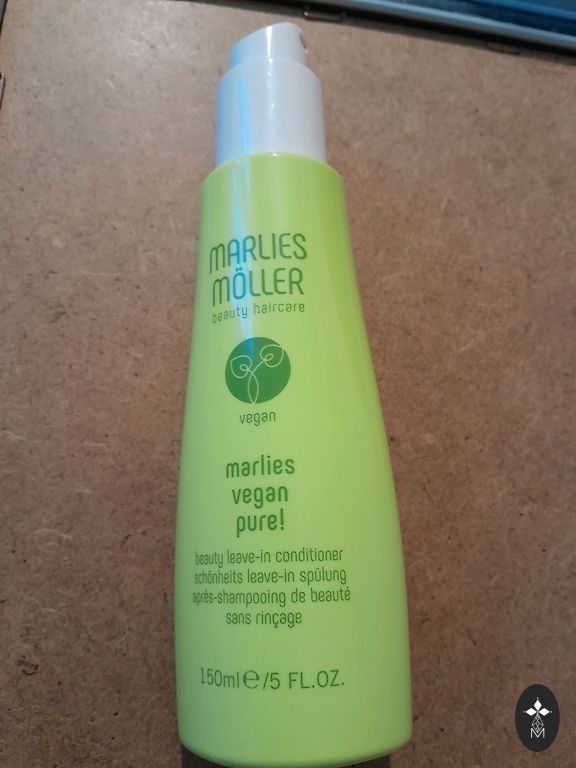 MARLIES
MÖLLER
beauty haircare
vegan
marlies
vegan
pure!
beauty leave-in conditioner
schönheits leave-in spülung
après-shampooing de beauté
sans rinçage
150ml℮/5 FL.OZ.
M